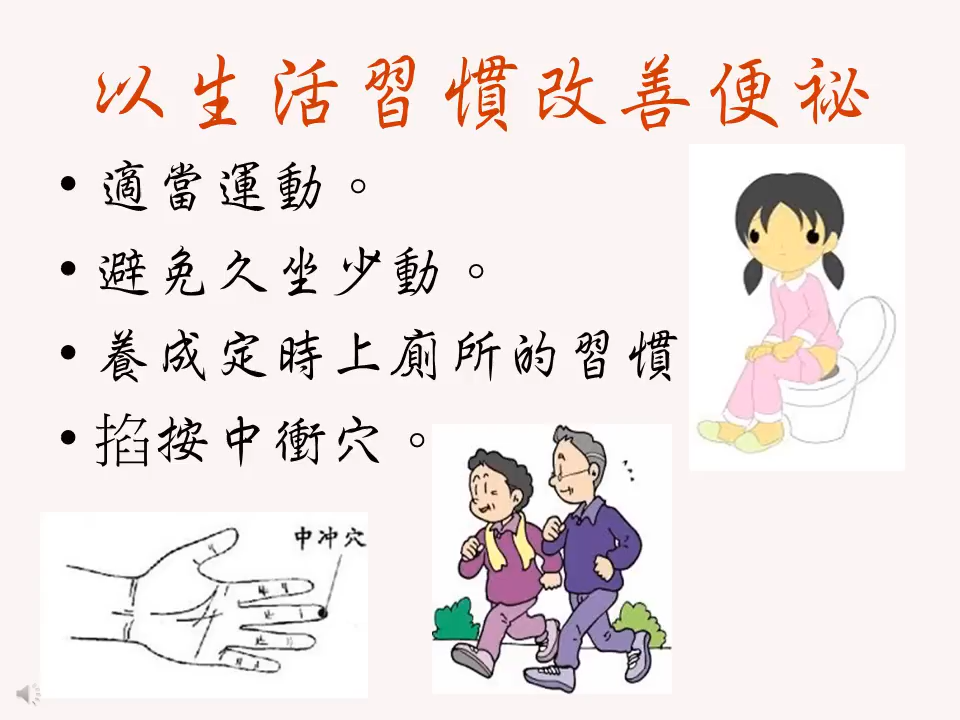 以生活習慣改善便祕
• 適當運動。
• 避免久坐少動。
• 養成定時上廁所的習慣
• 掐按中衝穴。
中冲穴